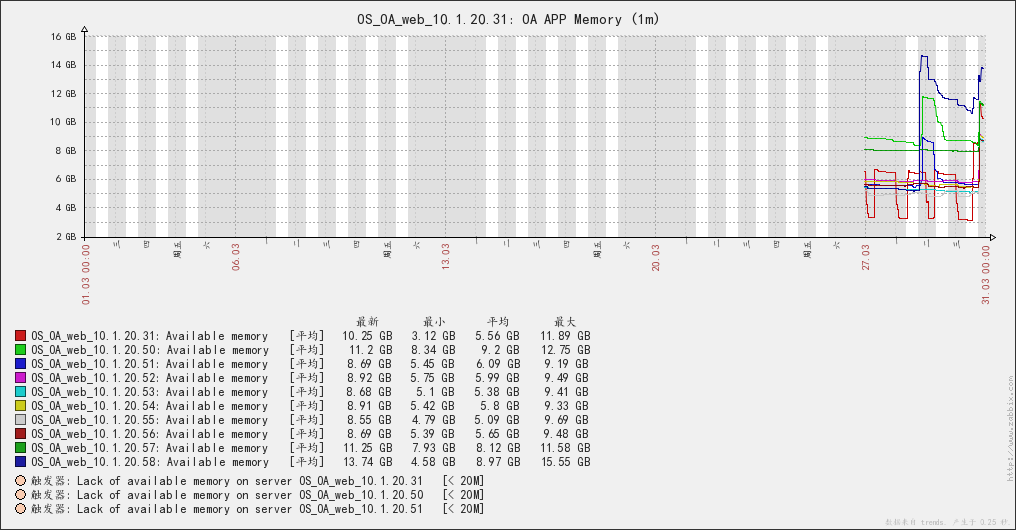 OS_OA_web_10.1.20.31: OA APP Memory (1m)
16 GB
14 GB
12 GB
10 GB
8 GB
6 GB
4 GB
2 GB
三 四 周五 六 一 二 三 四 周五 六 一 二 三 四 周五 六 一 二 三 四 周五 六 一 二 三
01.03 00:00 06.03 13.03 20.03 27.03 31.03 00:00
最新 最小 平均 最大
OS_OA_web_10.1.20.31: Available memory [平均] 10.25 GB 3.12 GB 5.56 GB 11.89 GB
OS_OA_web_10.1.20.50: Available memory [平均] 11.2 GB 8.34 GB 9.2 GB 12.75 GB
OS_OA_web_10.1.20.51: Available memory [平均] 8.69 GB 5.45 GB 6.09 GB 9.19 GB
OS_OA_web_10.1.20.52: Available memory [平均] 8.92 GB 5.75 GB 5.99 GB 9.49 GB
OS_OA_web_10.1.20.53: Available memory [平均] 8.68 GB 5.1 GB 5.38 GB 9.41 GB
OS_OA_web_10.1.20.54: Available memory [平均] 8.91 GB 5.42 GB 5.8 GB 9.33 GB
OS_OA_web_10.1.20.55: Available memory [平均] 8.55 GB 4.79 GB 5.09 GB 9.69 GB
OS_OA_web_10.1.20.56: Available memory [平均] 8.69 GB 5.39 GB 5.65 GB 9.48 GB
OS_OA_web_10.1.20.57: Available memory [平均] 11.25 GB 7.93 GB 8.12 GB 11.58 GB
OS_OA_web_10.1.20.58: Available memory [平均] 13.74 GB 4.58 GB 8.97 GB 15.55 GB
触发器: Lack of available memory on server OS_OA_web_10.1.20.31 [< 20M]
触发器: Lack of available memory on server OS_OA_web_10.1.20.50 [< 20M]
触发器: Lack of available memory on server OS_OA_web_10.1.20.51 [< 20M]
http://www.zabbix.com
数据来自 trends. 产生于 0.25 秒.